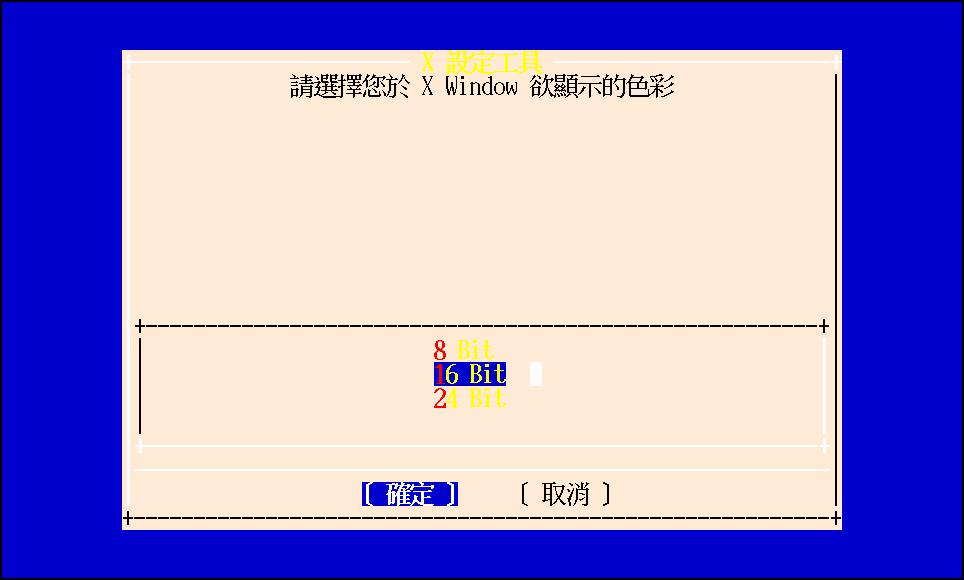 X 設定工具
請選擇您於 X Window 欲顯示的色彩
8 Bit
16 Bit
24 Bit
[ 確定 ] [ 取消 ]